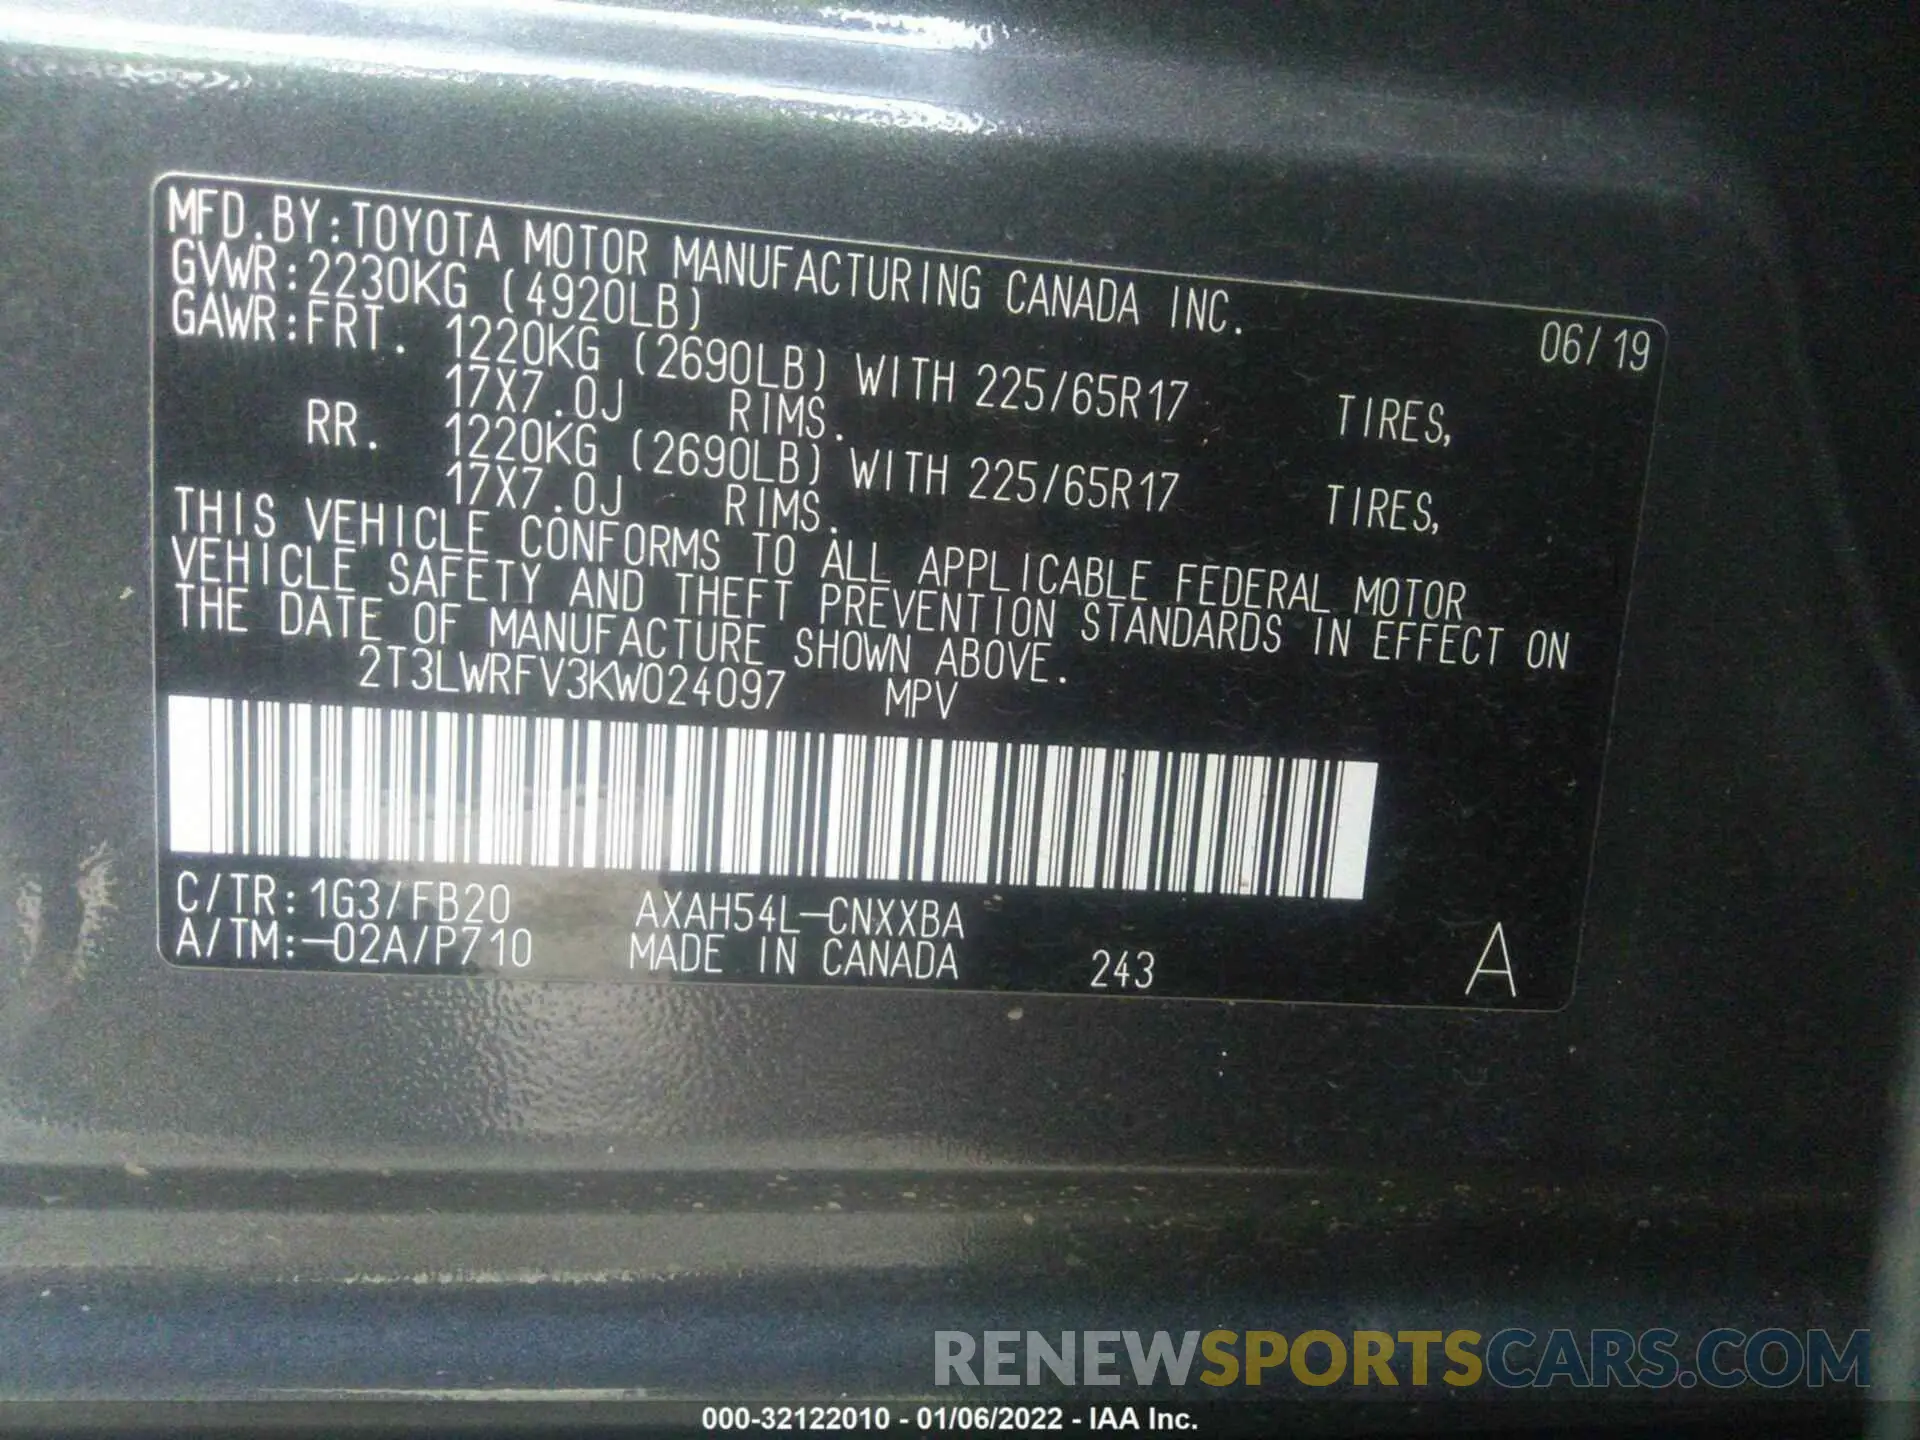 MFD.BY:TOYOTA MOTOR MANUFACTURING CANADA INC. 06/19
GVWR:2230KG (4920LB)
GAWR:FRT. 1220KG (2690LB) WITH 225/65R17 TIRES,
17X7.0J RIMS.
RR. 1220KG (2690LB) WITH 225/65R17 TIRES,
17X7.0J RIMS.
THIS VEHICLE CONFORMS TO ALL APPLICABLE FEDERAL MOTOR
VEHICLE SAFETY AND THEFT PREVENTION STANDARDS IN EFFECT ON
THE DATE OF MANUFACTURE SHOWN ABOVE.
2T3LWRFV3KW024097 MPV
C/TR:1G3/FB20 AXAH54L-CNXXBA
A/TM:-02A/P710 MADE IN CANADA 243 A
RENEWSPORTSCARS.COM
000-32122010 - 01/06/2022 - IAA Inc.